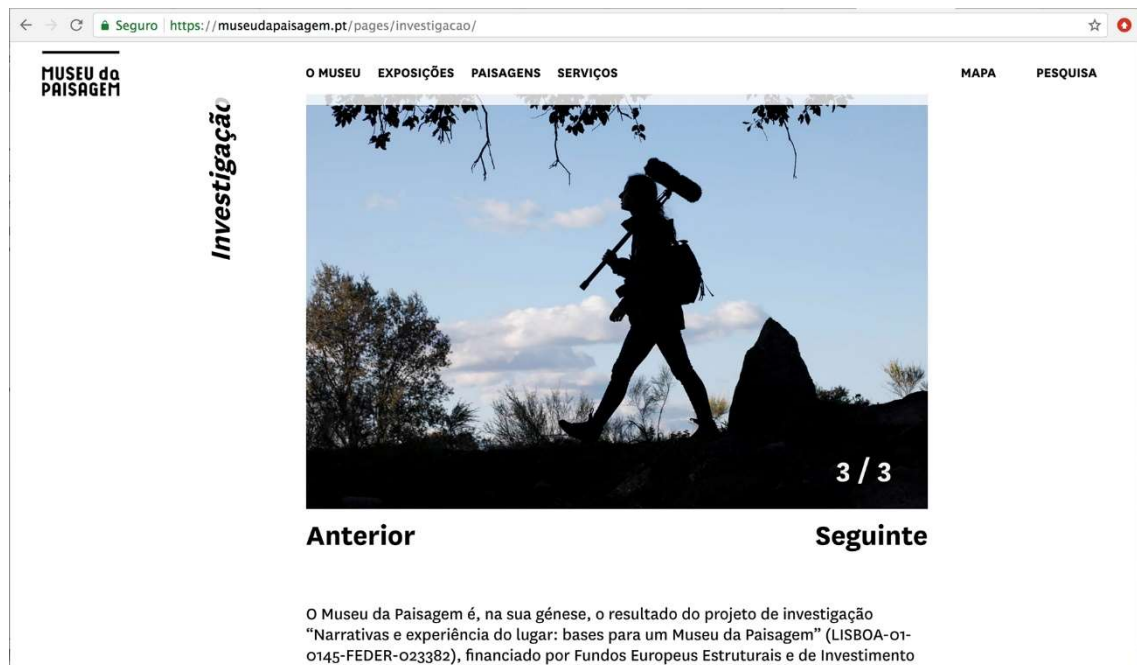 Seguro https://museudapaisagem.pt/pages/investigacao/
MUSEU da
PAISAGEM
O MUSEU EXPOSIÇÕES PAISAGENS SERVIÇOS MAPA PESQUISA
Investigação
3 / 3
Anterior Seguinte
O Museu da Paisagem é, na sua génese, o resultado do projeto de investigação
“Narrativas e experiência do lugar: bases para um Museu da Paisagem” (LISBOA-01-
0145-FEDER-023382), financiado por Fundos Europeus Estruturais e de Investimento